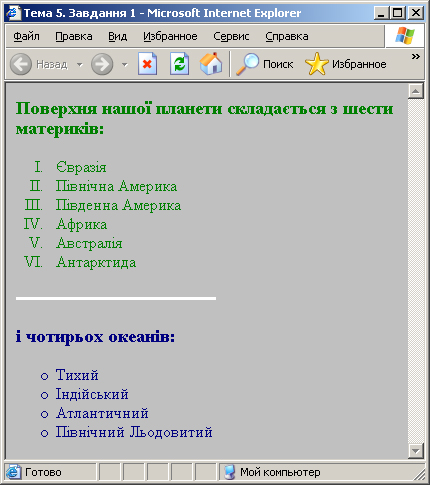 Тема 5. Завдання 1 - Microsoft Internet Explorer
Файл Правка Вид Избранное Сервис Справка
Назад Поиск Избранное
Поверхня нашої планети складається з шести
материків:
I. Євразія
II. Північна Америка
III. Південна Америка
IV. Африка
V. Австралія
VI. Антарктида
і чотирьох океанів:
Тихий
Індійський
Атлантичний
Північний Льодовитий
Готово Мой компьютер